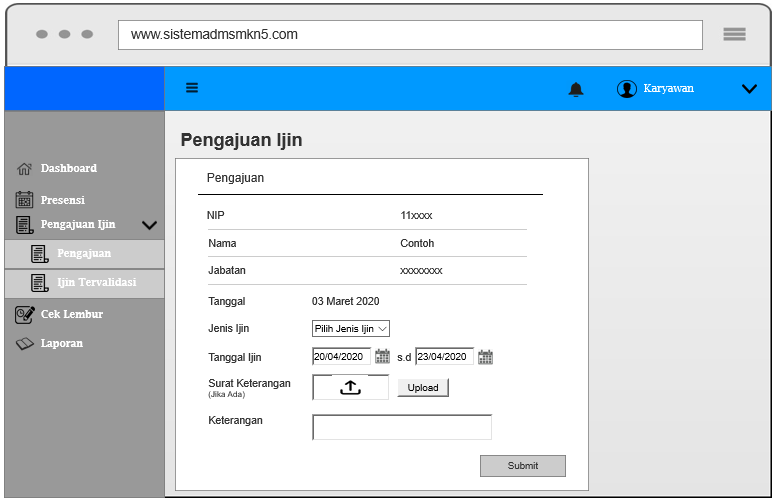 www.sistemadmsmkn5.com
Karyawan
Pengajuan Ijin
Dashboard
Presensi
Pengajuan Ijin
Pengajuan
Ijin Tervalidasi
Cek Lembur
Laporan
Pengajuan
NIP 11xxxx
Nama Contoh
Jabatan xxxxxxxx
Tanggal 03 Maret 2020
Jenis Ijin Pilih Jenis Ijin
Tanggal Ijin 20/04/2020 s.d 23/04/2020
Surat Keterangan Upload
(Jika Ada)
Keterangan
Submit